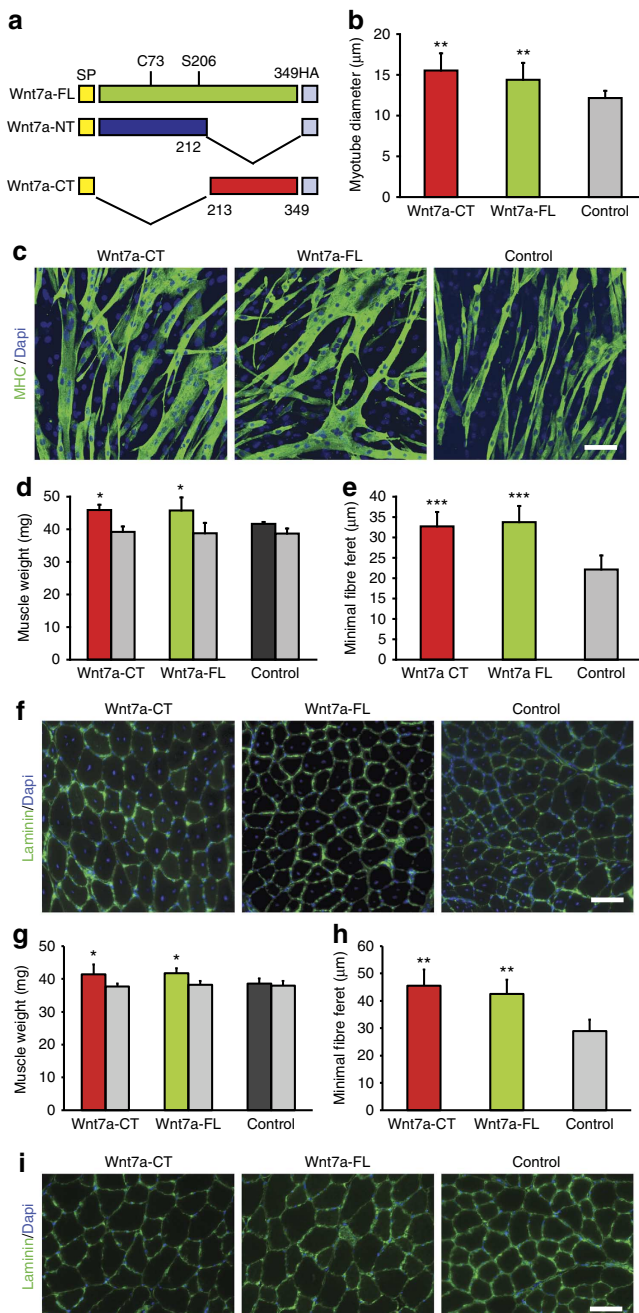 a
SP
C73
S206
349HA
Wnt7a-FL
Wnt7a-NT
212
Wnt7a-CT
213
349
b
Myotube diameter (μm)
20
15
10
5
0
**
**
Wnt7a-CT
Wnt7a-FL
Control
c
Wnt7a-CT
Wnt7a-FL
Control
MHC/Dapi
d
Muscle weight (mg)
60
40
20
0
*
*
Wnt7a-CT
Wnt7a-FL
Control
e
Minimal fibre feret (μm)
40
35
30
25
20
15
10
5
0
***
***
Wnt7a CT
Wnt7a FL
Control
f
Wnt7a-CT
Wnt7a-FL
Control
Laminin/Dapi
g
Muscle weight (mg)
60
50
40
30
20
10
0
*
*
Wnt7a-CT
Wnt7a-FL
Control
h
Minimal fibre feret (μm)
60
50
40
30
20
10
0
**
**
Wnt7a-CT
Wnt7a-FL
Control
i
Wnt7a-CT
Wnt7a-FL
Control
Laminin/Dapi